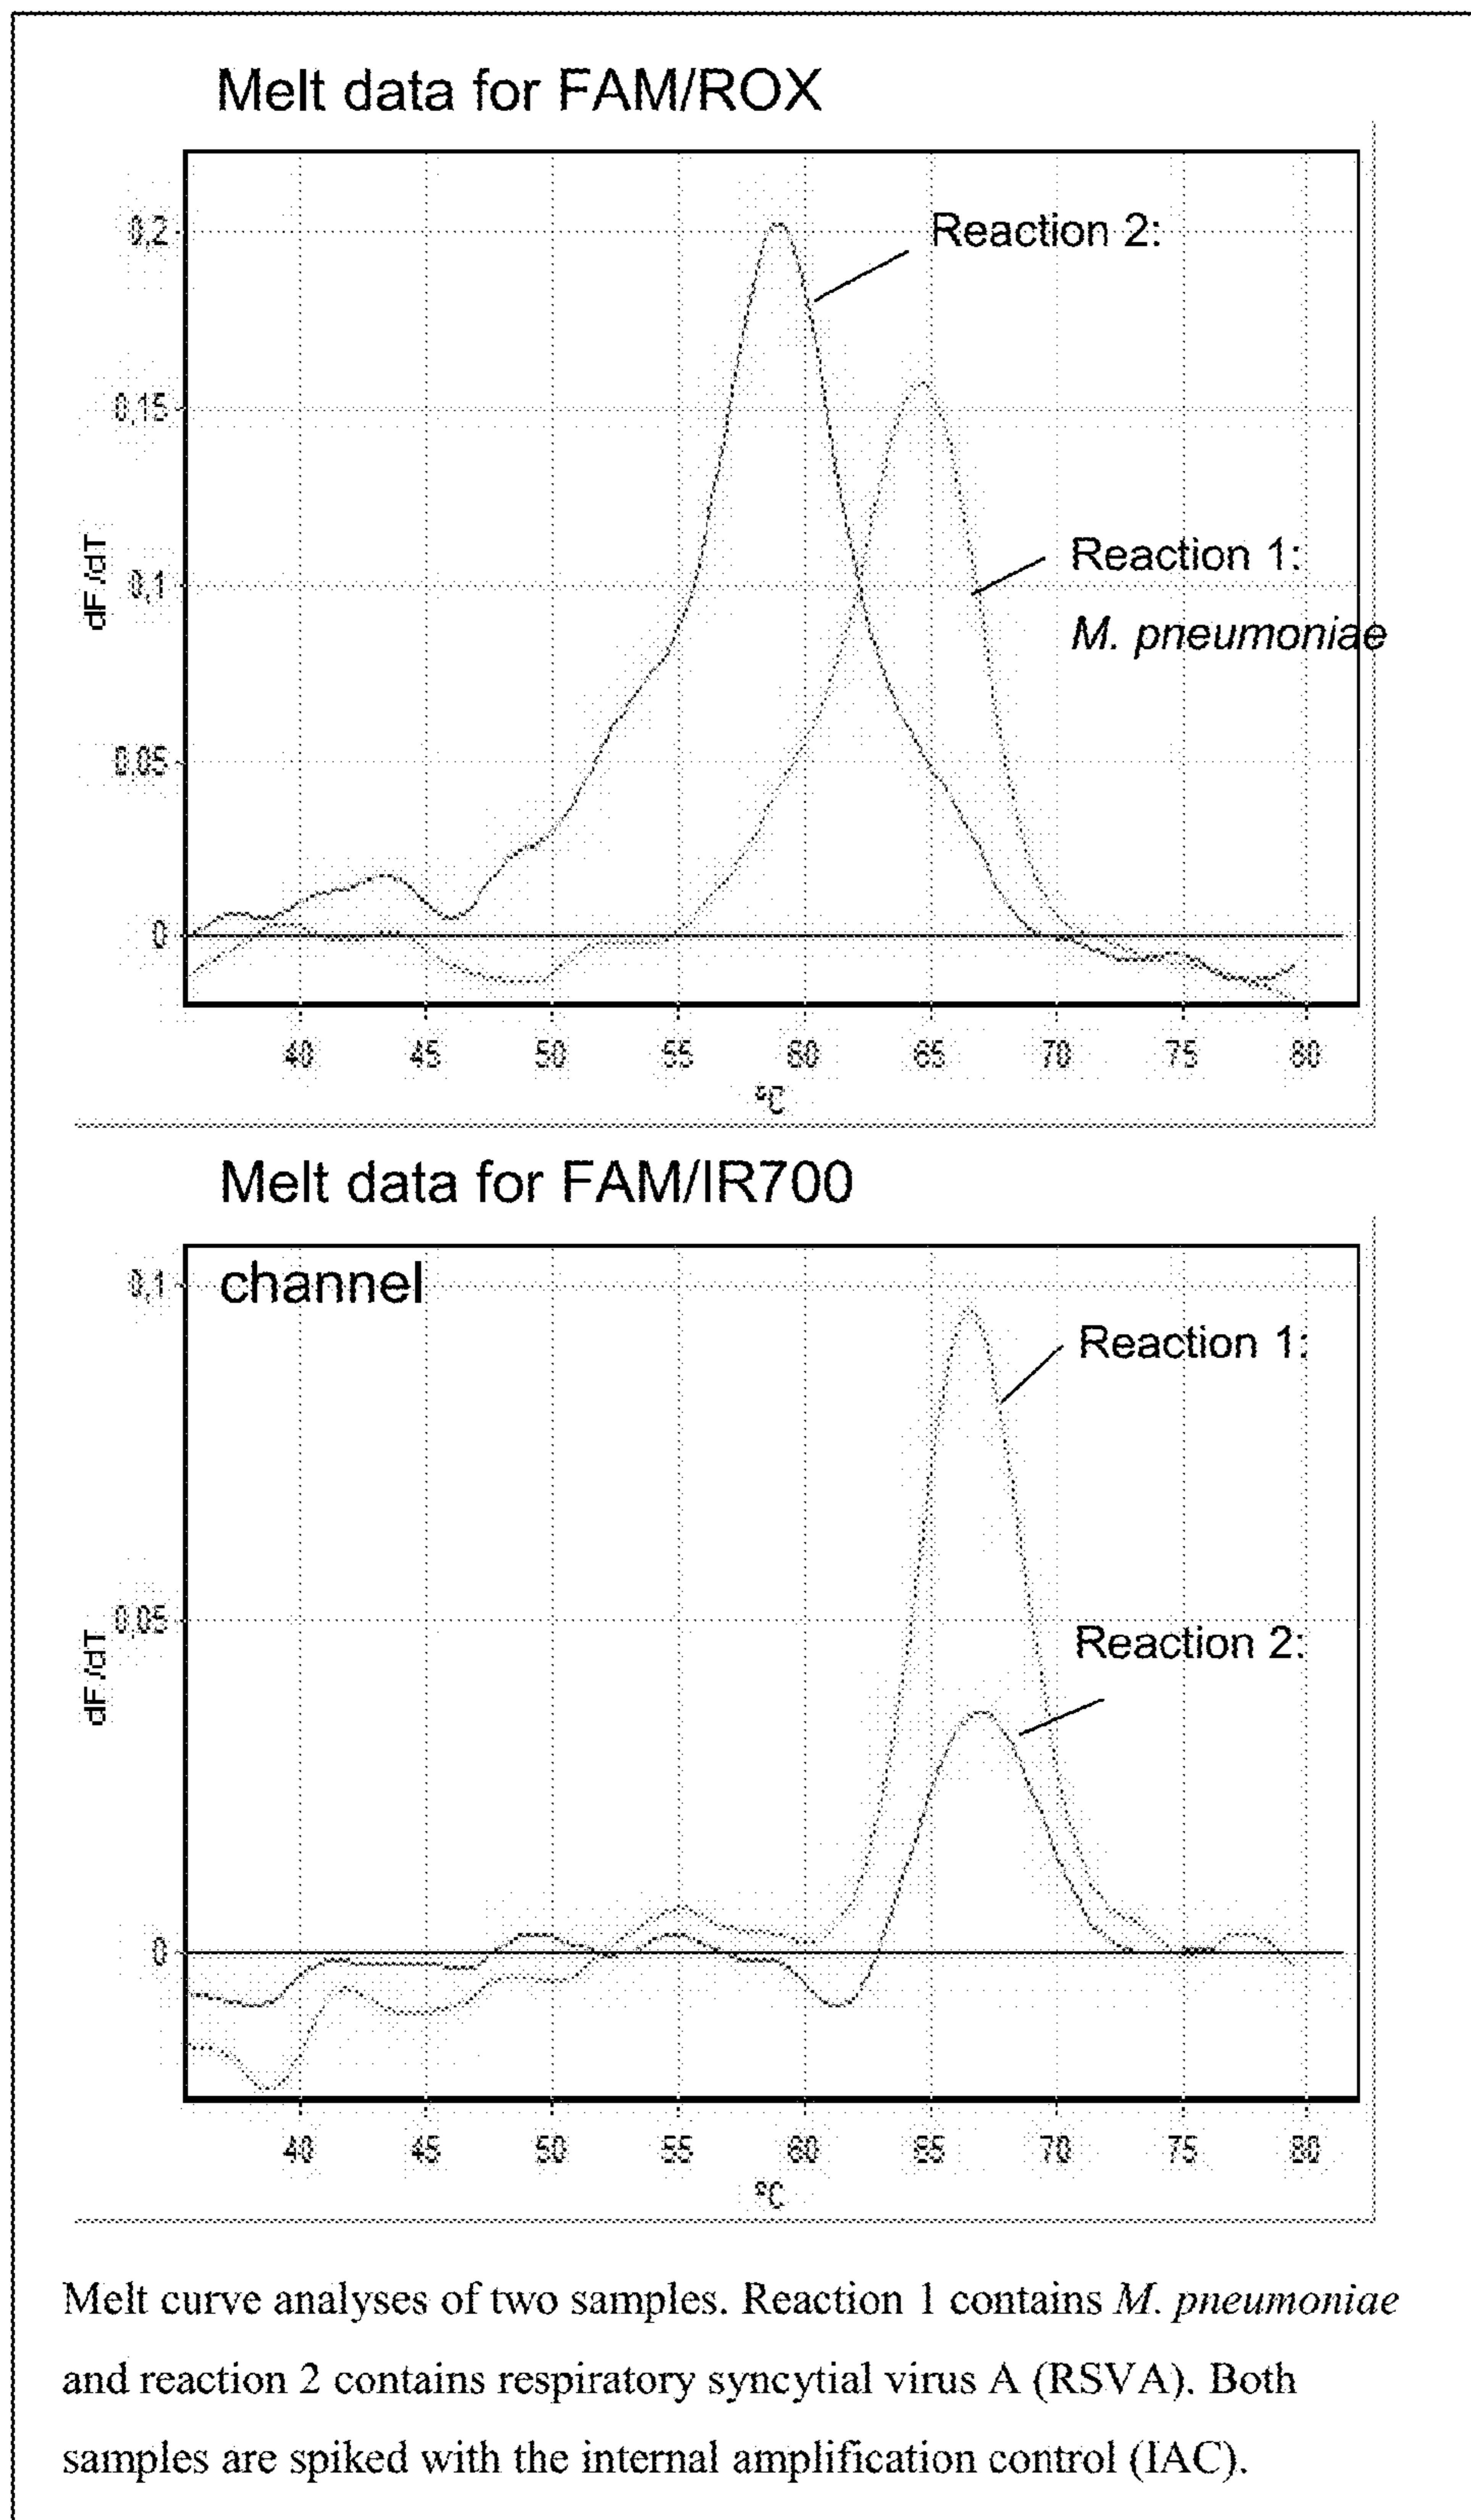 Melt data for FAM/ROX
0,2
0,15
0,1
0,05
0
dF/dT
Reaction 2:
Reaction 1:
M. pneumoniae
40 45 50 55 60 65 70 75 80
°C
Melt data for FAM/IR700
channel
0,1
0,05
0
dF/dT
Reaction 1:
Reaction 2:
40 45 50 55 60 65 70 75 80
°C
Melt curve analyses of two samples. Reaction 1 contains M. pneumoniae
and reaction 2 contains respiratory syncytial virus A (RSVA). Both
samples are spiked with the internal amplification control (IAC).